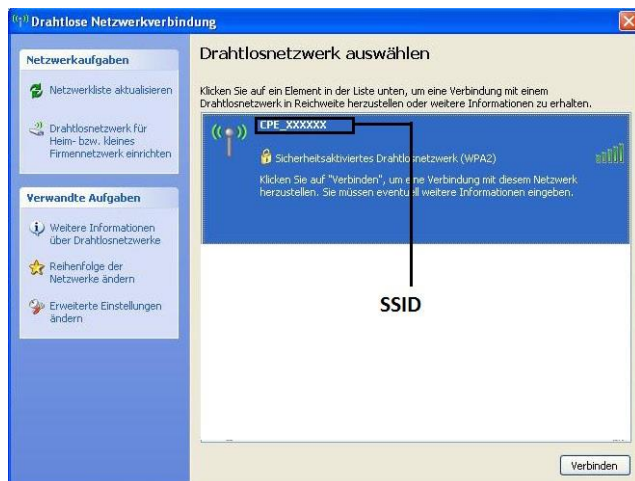 Drahtlose Netzwerkverbindung
Netzwerkaufgaben
Netzwerkliste aktualisieren
Drahtlosnetzwerk für
Heim- bzw. kleines
Firmennetzwerk einrichten
Verwandte Aufgaben
Weitere Informationen
über Drahtlosnetzwerke
Reihenfolge der
Netzwerke ändern
Erweiterte Einstellungen
ändern
Drahtlosnetzwerk auswählen
Klicken Sie auf ein Element in der Liste unten, um eine Verbindung mit einem
Drahtlosnetzwerk in Reichweite herzustellen oder weitere Informationen zu erhalten.
CPE_XXXXXX
Sicherheitsaktiviertes Drahtlosnetzwerk (WPA2)
Klicken Sie auf "Verbinden", um eine Verbindung mit diesem Netzwerk
herzustellen. Sie müssen eventuell weitere Informationen eingeben.
SSID
Verbinden